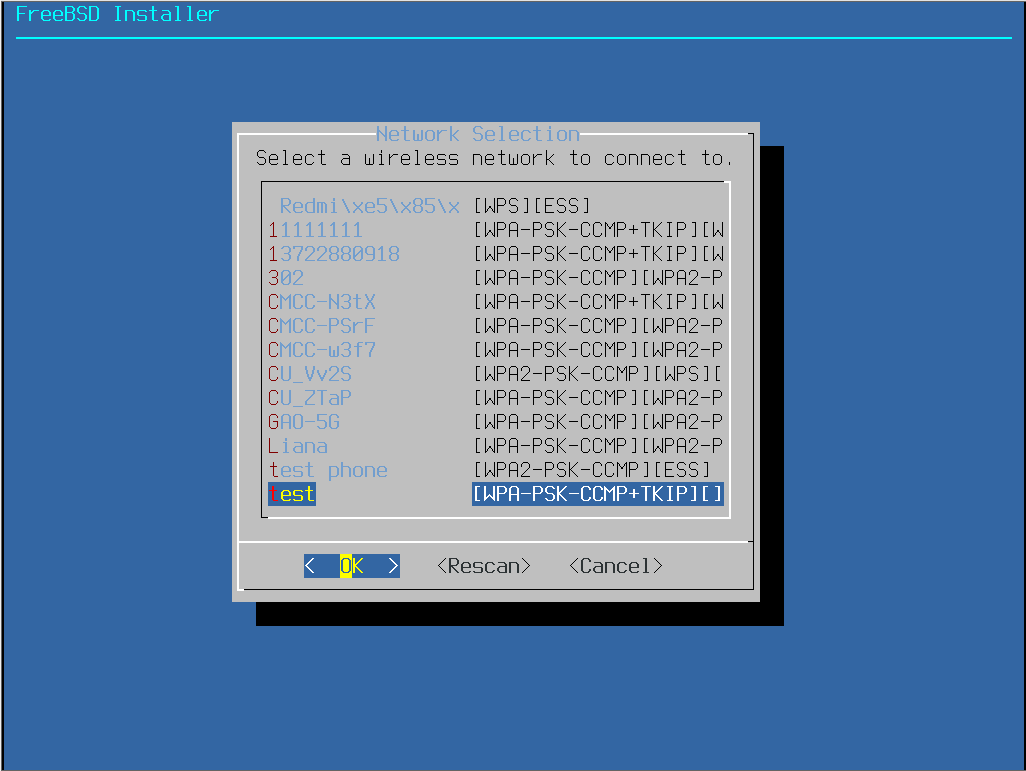 FreeBSD Installer
Network Selection
Select a wireless network to connect to.
Redmi\xe5\x85\x [WPS][ESS]
11111111 [WPA-PSK-CCMP+TKIP][W
13722880918 [WPA-PSK-CCMP+TKIP][W
302 [WPA-PSK-CCMP][WPA2-P
CMCC-N3tX [WPA-PSK-CCMP+TKIP][W
CMCC-PSrF [WPA-PSK-CCMP][WPA2-P
CMCC-w3f7 [WPA-PSK-CCMP][WPA2-P
CU_Vv2S [WPA2-PSK-CCMP][WPS][
CU_ZTaP [WPA-PSK-CCMP][WPA2-P
GAO-5G [WPA-PSK-CCMP][WPA2-P
Liana [WPA-PSK-CCMP][WPA2-P
test phone [WPA2-PSK-CCMP][ESS]
test [WPA-PSK-CCMP+TKIP][]
<  OK  > <Rescan> <Cancel>